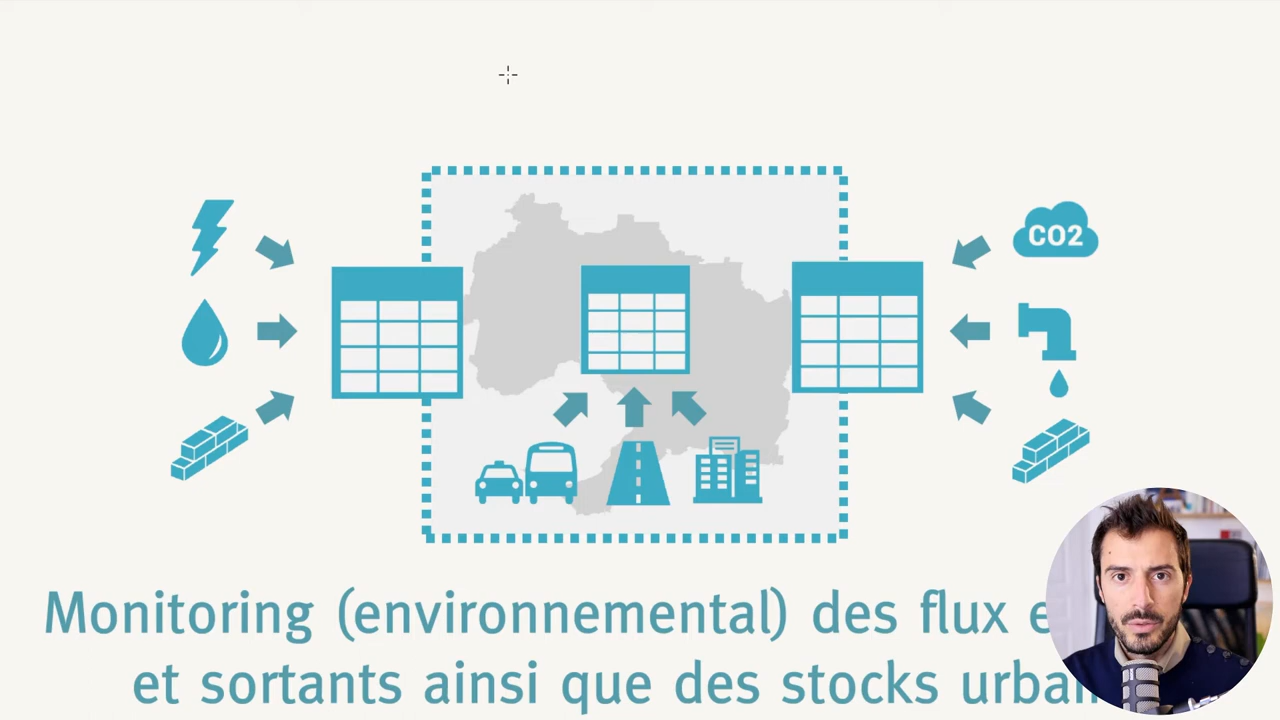 CO2
Monitoring (environnemental) des flux
et sortants ainsi que des stocks